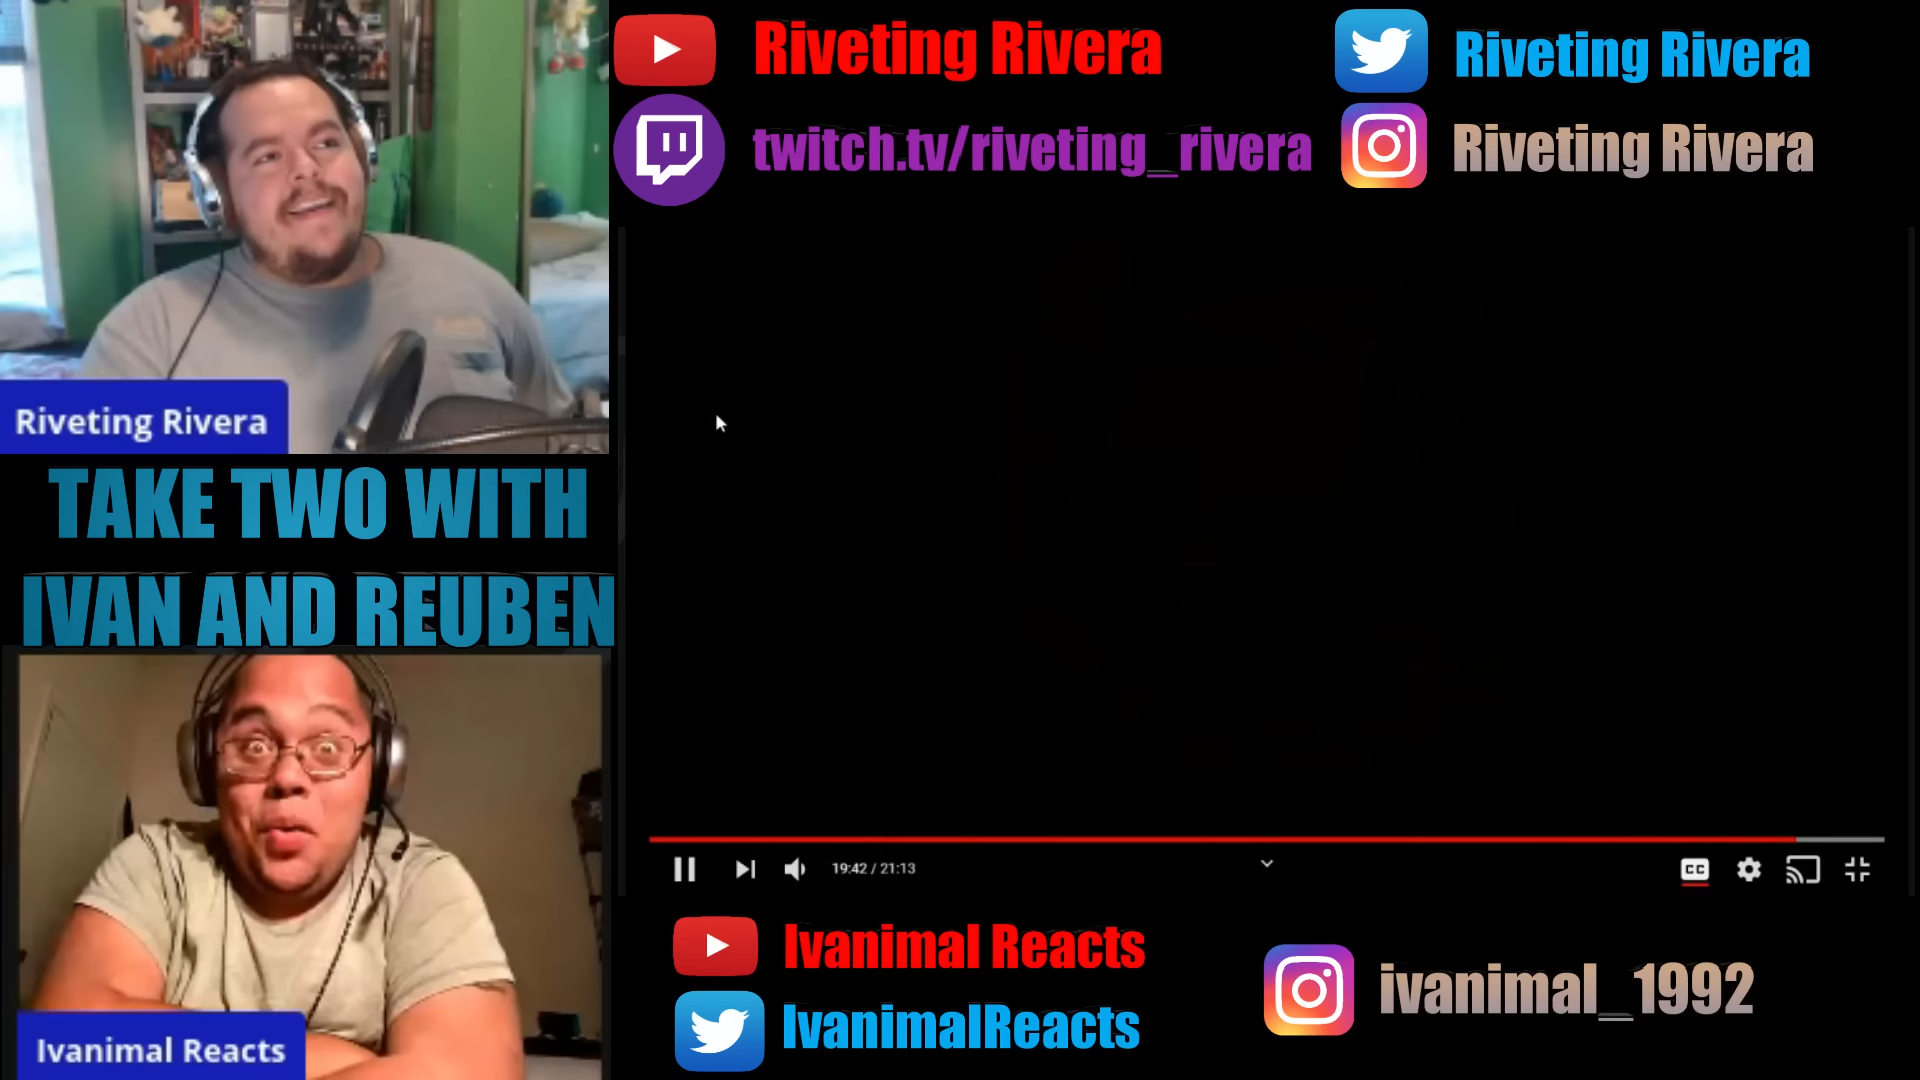 Riveting Rivera
Riveting Rivera
twitch.tv/riveting_rivera
Riveting Rivera
Riveting Rivera
TAKE TWO WITH
IVAN AND REUBEN
19:42 / 21:13
CC
Ivanimal Reacts
IvanimalReacts
ivanimal_1992
Ivanimal Reacts